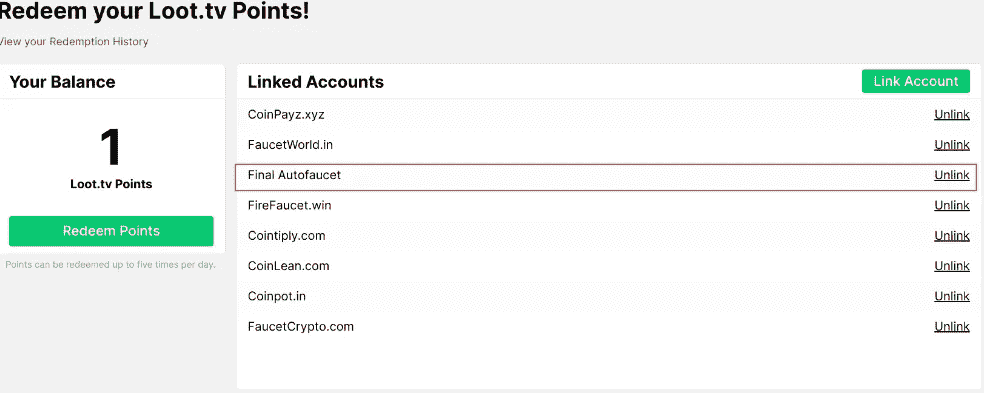 Redeem your Loot.tv Points!
View your Redemption History
Your Balance
1
Loot.tv Points
Redeem Points
Points can be redeemed up to five times per day.
Linked Accounts Link Account
CoinPayz.xyz Unlink
FaucetWorld.in Unlink
Final Autofaucet Unlink
FireFaucet.win Unlink
Cointiply.com Unlink
CoinLean.com Unlink
Coinpot.in Unlink
FaucetCrypto.com Unlink